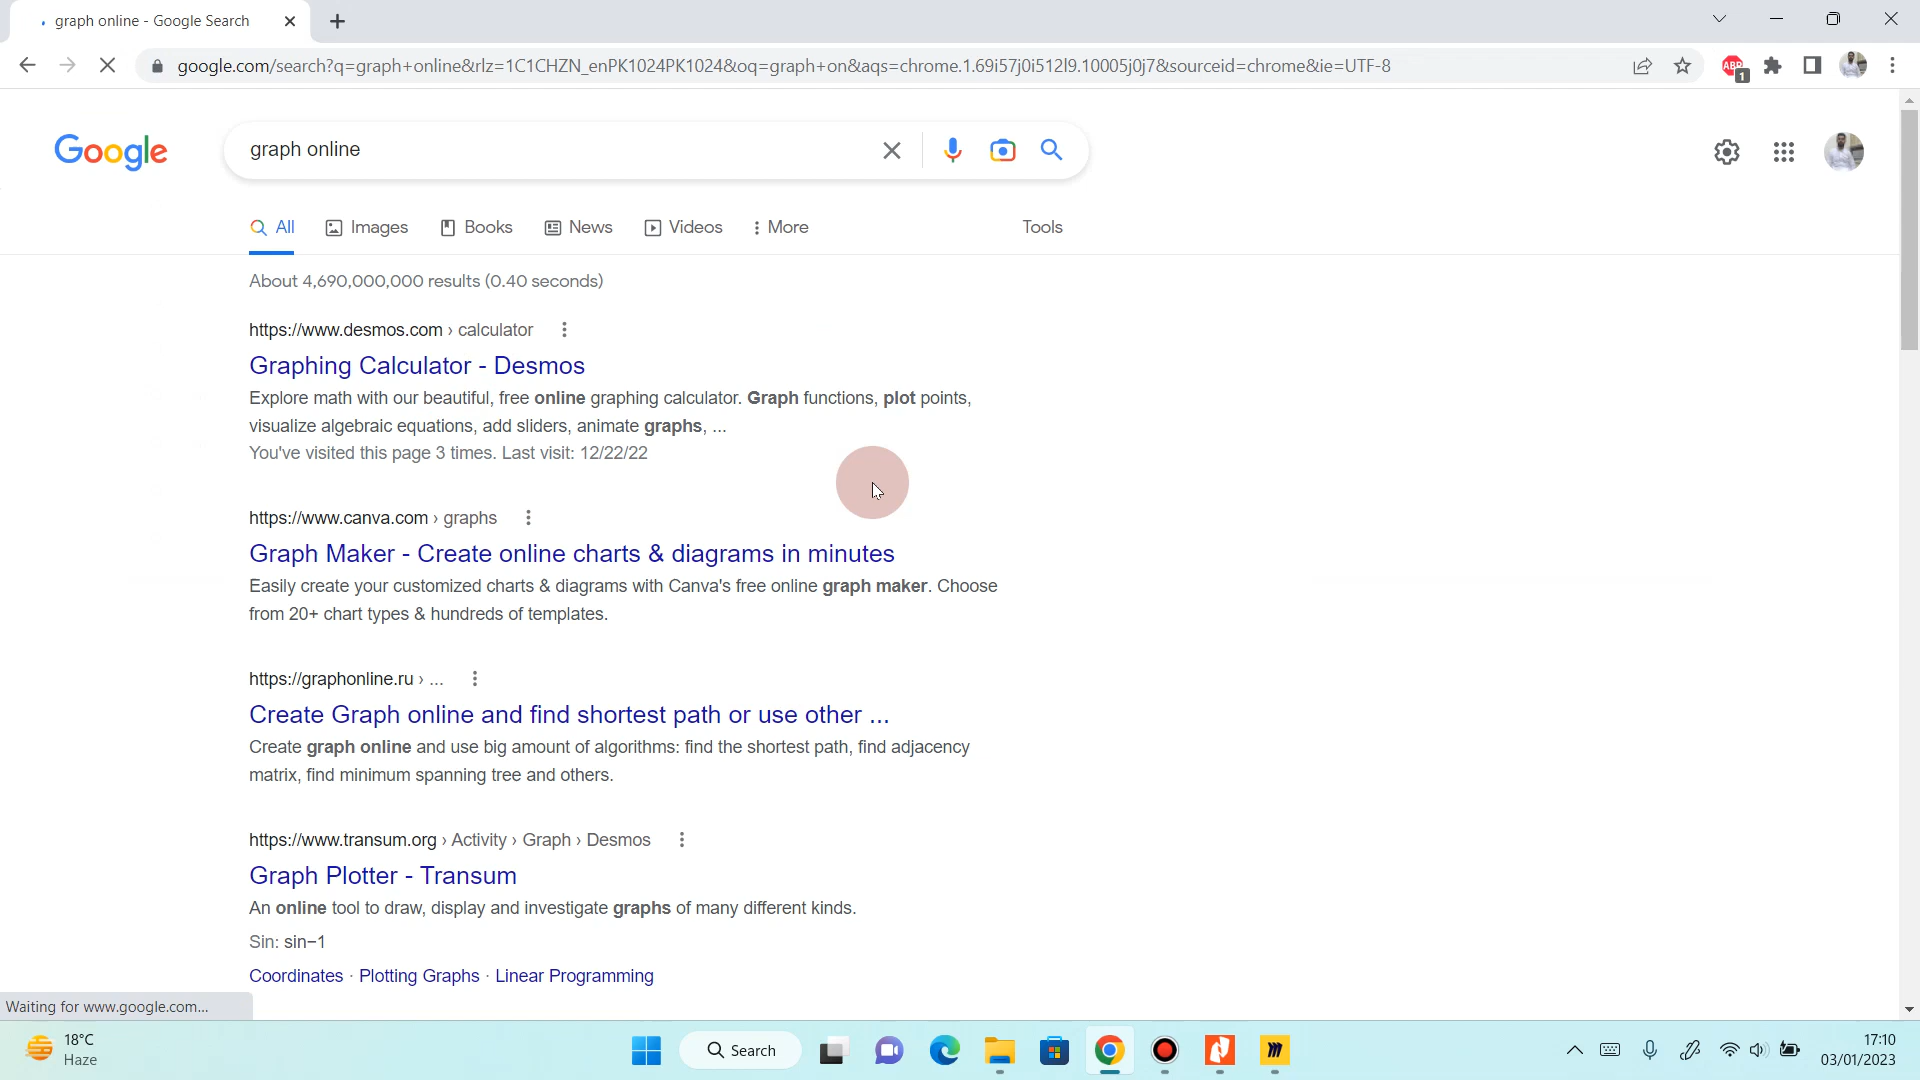 graph online - Google Search
google.com/search?q=graph+online&rlz=1C1CHZN_enPK1024PK1024&oq=graph+on&aqs=chrome.1.69i57j0i512l9.10005j0j7&sourceid=chrome&ie=UTF-8
ABP
1
Google
graph online
All Images Books News Videos More Tools
About 4,690,000,000 results (0.40 seconds)
https://www.desmos.com › calculator
Graphing Calculator - Desmos
Explore math with our beautiful, free online graphing calculator. Graph functions, plot points,
visualize algebraic equations, add sliders, animate graphs, ...
You've visited this page 3 times. Last visit: 12/22/22
https://www.canva.com › graphs
Graph Maker - Create online charts & diagrams in minutes
Easily create your customized charts & diagrams with Canva's free online graph maker. Choose
from 20+ chart types & hundreds of templates.
https://graphonline.ru › ...
Create Graph online and find shortest path or use other ...
Create graph online and use big amount of algorithms: find the shortest path, find adjacency
matrix, find minimum spanning tree and others.
https://www.transum.org › Activity › Graph › Desmos
Graph Plotter - Transum
An online tool to draw, display and investigate graphs of many different kinds.
Sin: sin−1
Coordinates · Plotting Graphs · Linear Programming
Waiting for www.google.com...
18°C
Haze
Search
17:10
03/01/2023